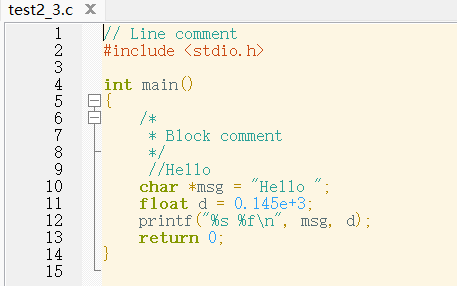 test2_3.c X
1 // Line comment
2 #include <stdio.h>
3
4 int main()
5 {
6     /*
7      * Block comment
8      */
9      //Hello
10     char *msg = "Hello ";
11     float d = 0.145e+3;
12     printf("%s %f\n", msg, d);
13     return 0;
14 }
15